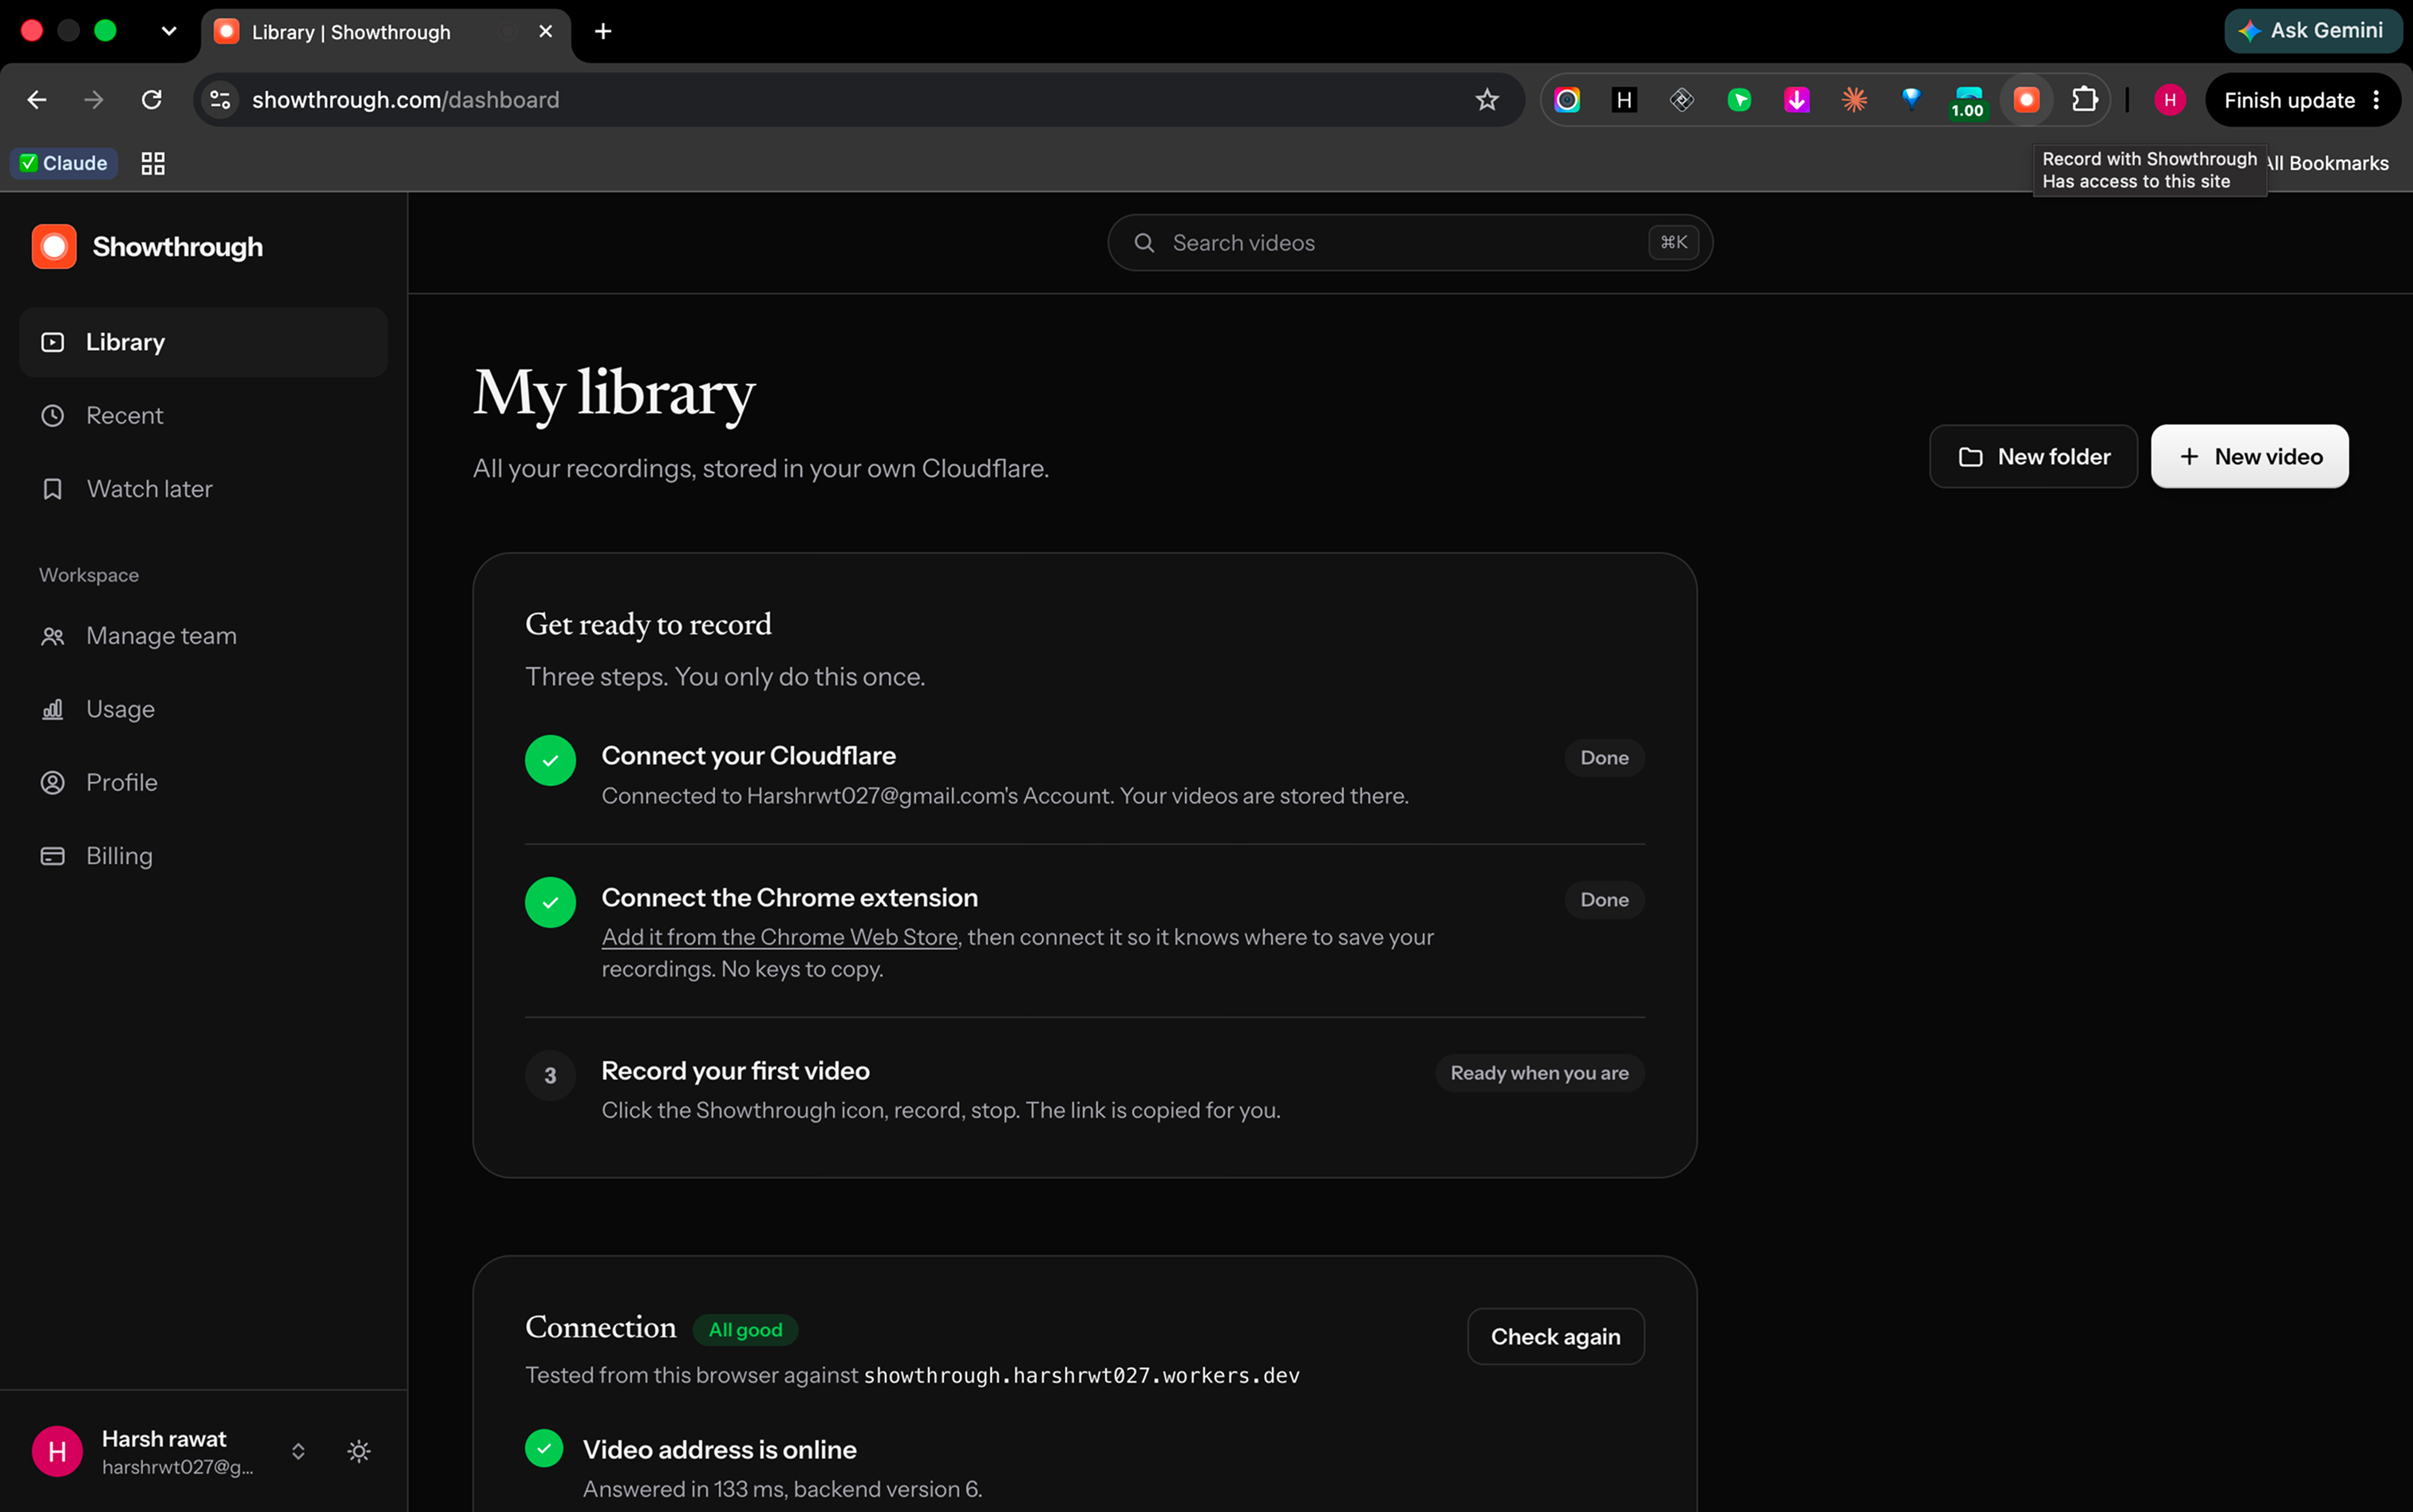 Library | Showthrough
Ask Gemini
showthrough.com/dashboard
H
1.00
H
Finish update
Claude
All Bookmarks
Record with Showthrough
Has access to this site
Showthrough
Search videos
⌘K
Library
Recent
Watch later
Workspace
Manage team
Usage
Profile
Billing
My library
All your recordings, stored in your own Cloudflare.
New folder
New video
Get ready to record
Three steps. You only do this once.
Connect your Cloudflare
Done
Connected to Harshrwt027@gmail.com's Account. Your videos are stored there.
Connect the Chrome extension
Done
Add it from the Chrome Web Store, then connect it so it knows where to save your
recordings. No keys to copy.
3
Record your first video
Ready when you are
Click the Showthrough icon, record, stop. The link is copied for you.
Connection
All good
Check again
Tested from this browser against showthrough.harshrwt027.workers.dev
Video address is online
Answered in 133 ms, backend version 6.
H
Harsh rawat
harshrwt027@g...